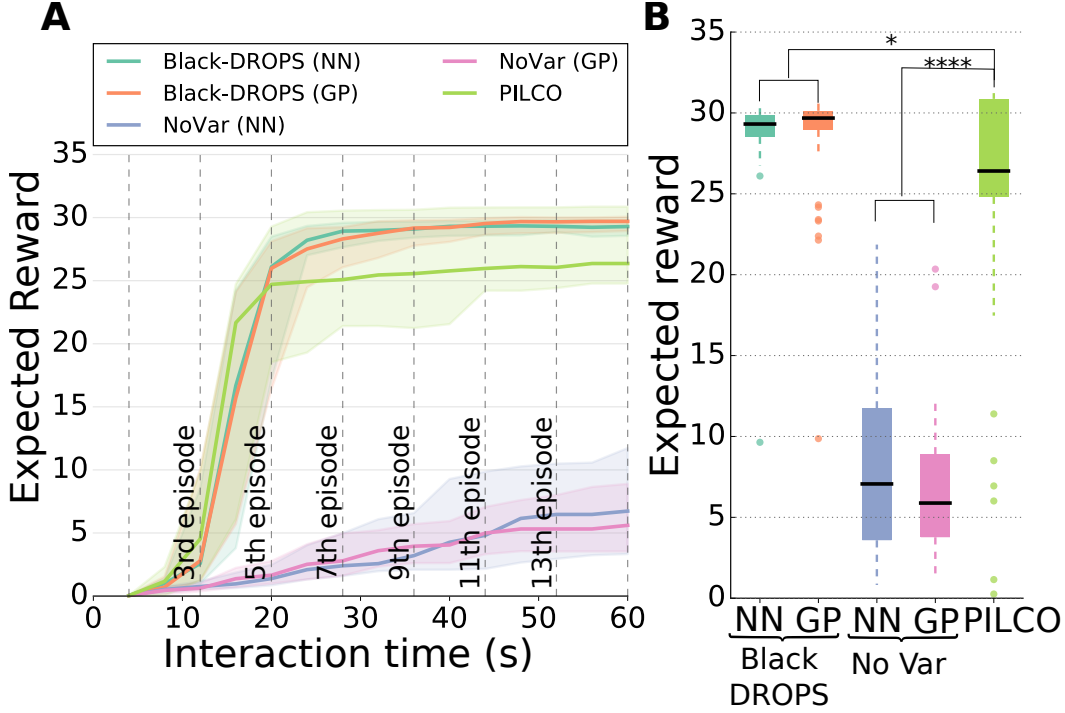 A
Black-DROPS (NN)
Black-DROPS (GP)
NoVar (NN)
NoVar (GP)
PILCO
Expected Reward
35
30
25
20
15
10
5
0
3rd episode
5th episode
7th episode
9th episode
11th episode
13th episode
0 10 20 30 40 50 60
Interaction time (s)
B
Expected reward
35
30
25
20
15
10
5
0
*
****
NN GP NN GP PILCO
Black
DROPS
No Var